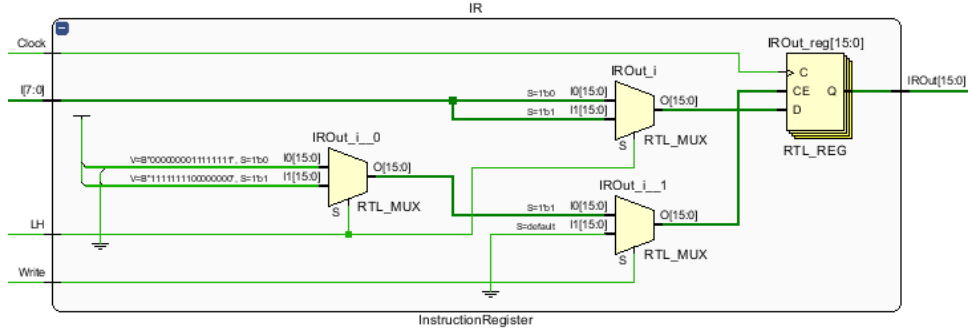 IR
Clock
IROut_reg[15:0]
IROut_i
I[7:0]
S=1'b0 I0[15:0]
S=1'b1 I1[15:0]
O[15:0]
S
RTL_MUX
C
CE
D
Q
IROut[15:0]
RTL_REG
IROut_i__0
V=B"0000000011111111", S=1'b0 I0[15:0]
V=B"1111111100000000", S=1'b1 I1[15:0]
O[15:0]
S
RTL_MUX
IROut_i__1
S=1'b1 I0[15:0]
S=default I1[15:0]
O[15:0]
S
RTL_MUX
LH
Write
InstructionRegister